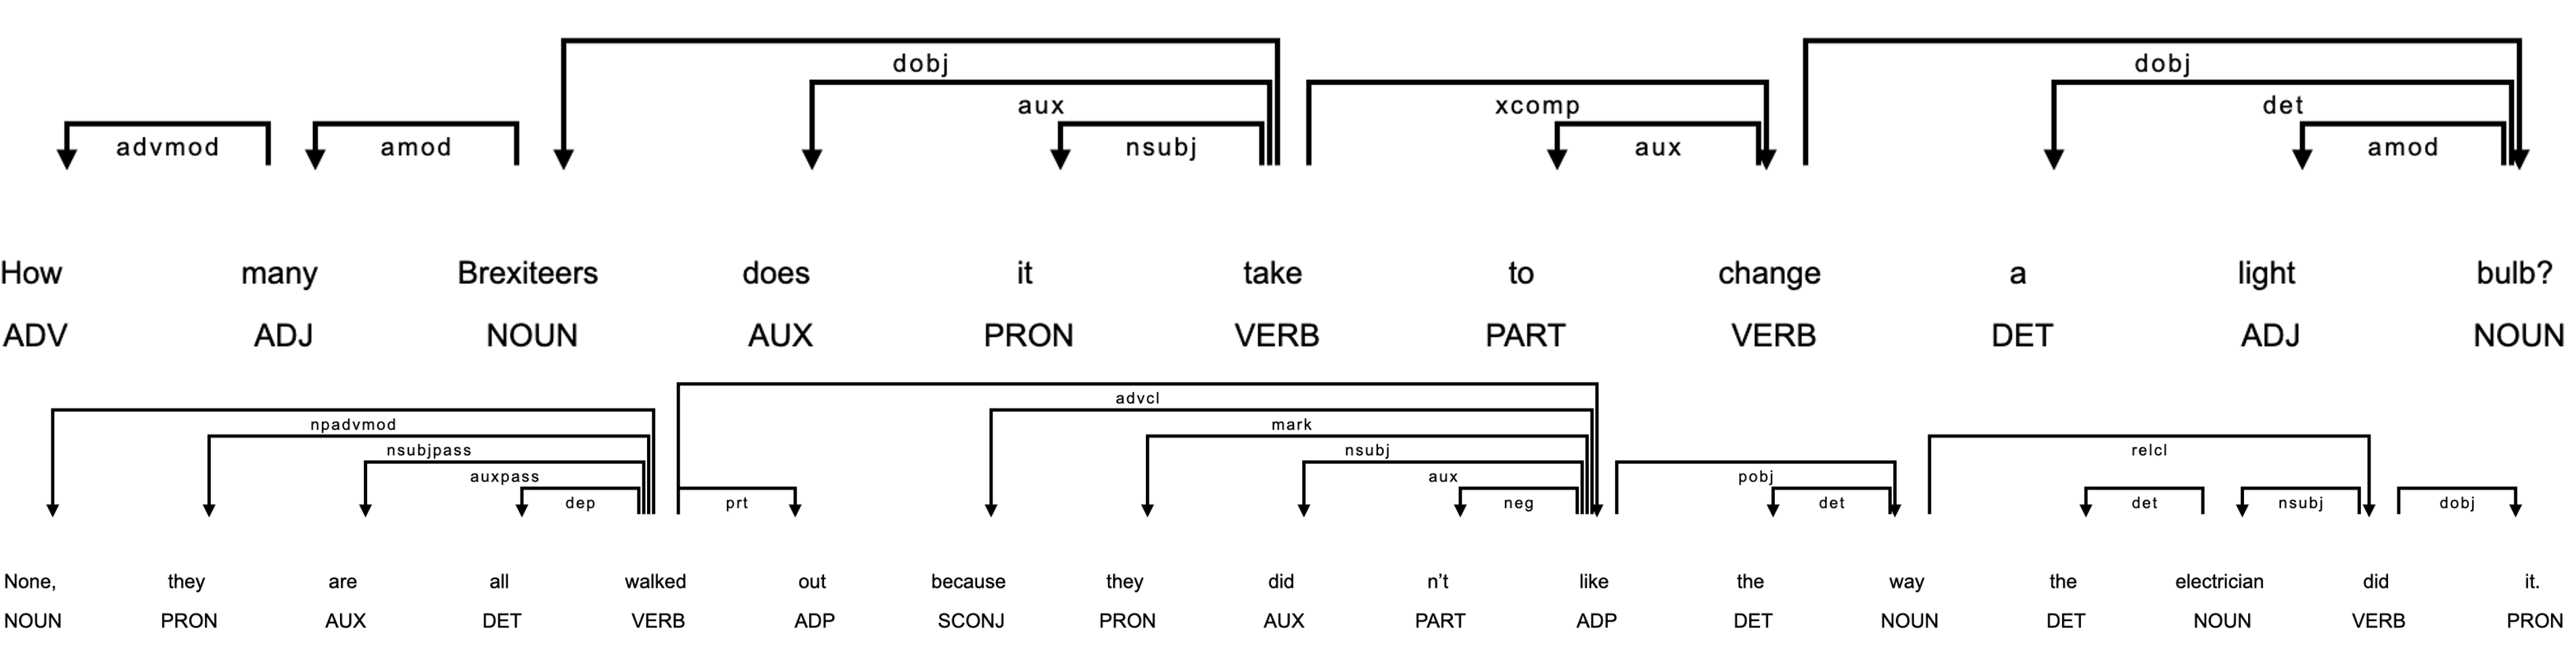 dobj dobj
aux xcomp det
advmod amod nsubj aux amod
How many Brexiteers does it take to change a light bulb?
ADV ADJ NOUN AUX PRON VERB PART VERB DET ADJ NOUN
advcl
npadvmod mark
nsubjpass nsubj relcl
auxpass aux pobj
dep prt neg det det nsubj dobj
None, they are all walked out because they did n’t like the way the electrician did it.
NOUN PRON AUX DET VERB ADP SCONJ PRON AUX PART ADP DET NOUN DET NOUN VERB PRON